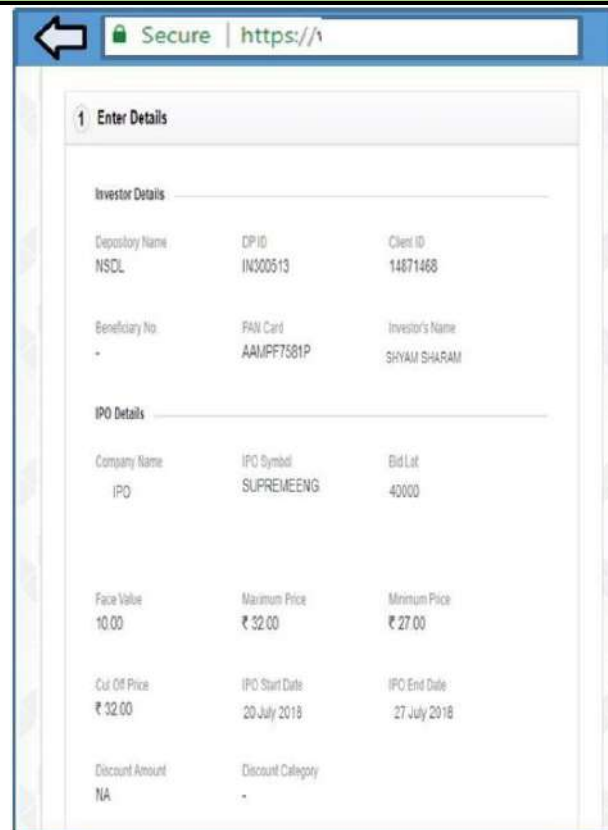 Secure | https://
1 Enter Details
Investor Details
Depository Name DP ID Client ID
NSDL IN300513 14871468
Beneficiary No. PAN Card Investor's Name
- AAMPF7581P SHYAM SHARAM
IPO Details
Company Name IPO Symbol Bid Lot
IPO SUPREMEENG 40000
Face Value Maximum Price Minimum Price
10.00 ₹ 32.00 ₹ 27.00
Cut Off Price IPO Start Date IPO End Date
₹ 32.00 20 July 2018 27 July 2018
Discount Amount Discount Category
NA -